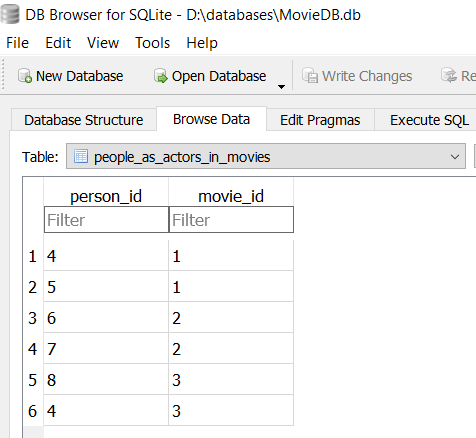 DB Browser for SQLite - D:\databases\MovieDB.db
File Edit View Tools Help
New Database Open Database Write Changes Re
Database Structure Browse Data Edit Pragmas Execute SQL
Table: people_as_actors_in_movies
person_id movie_id
Filter Filter
1 4 1
2 5 1
3 6 2
4 7 2
5 8 3
6 4 3